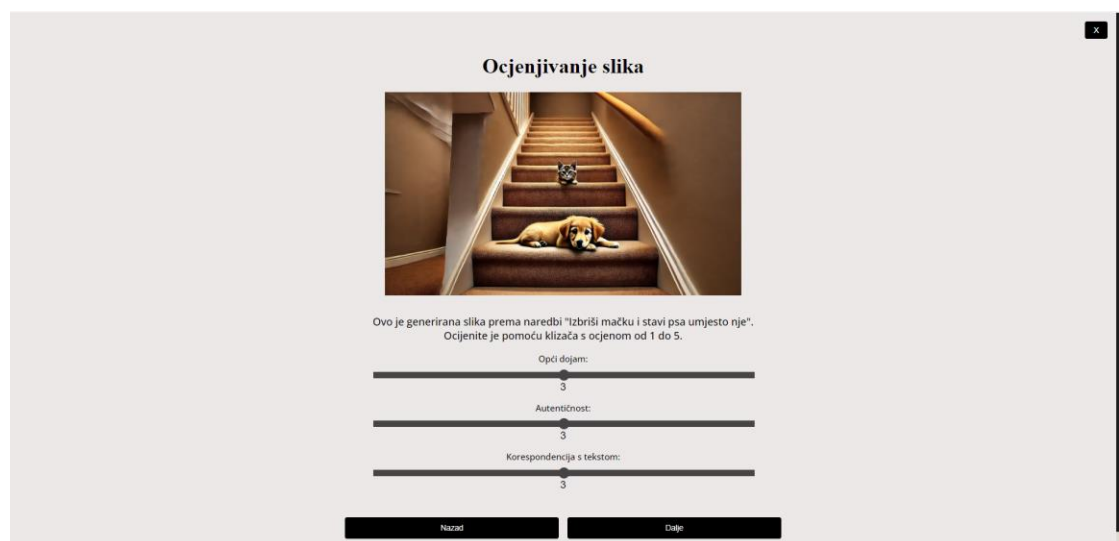 X
Ocjenjivanje slika
Ovo je generirana slika prema naredbi "Izbriši mačku i stavi psa umjesto nje".
Ocijenite je pomoću klizača s ocjenom od 1 do 5.
Opći dojam:
3
Autentičnost:
3
Korespondencija s tekstom:
3
Nazad
Dalje